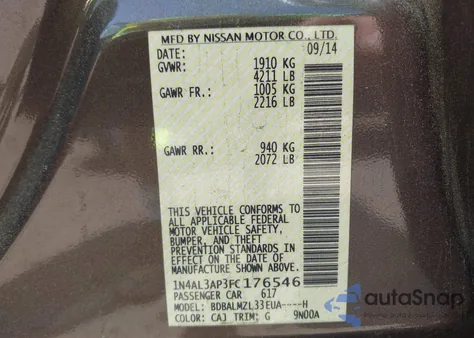 MFD BY NISSAN MOTOR CO., LTD.
DATE: 09/14
GVWR: 1910 KG
4211 LB
GAWR FR.: 1005 KG
2216 LB
GAWR RR.: 940 KG
2072 LB
THIS VEHICLE CONFORMS TO
ALL APPLICABLE FEDERAL
MOTOR VEHICLE SAFETY,
BUMPER, AND THEFT
PREVENTION STANDARDS IN
EFFECT ON THE DATE OF
MANUFACTURE SHOWN ABOVE.
1N4AL3AP3FC176546
PASSENGER CAR 617
MODEL: BDBALMZL33EUA----H
COLOR: CAJ TRIM: G 9N00A
autoSnap